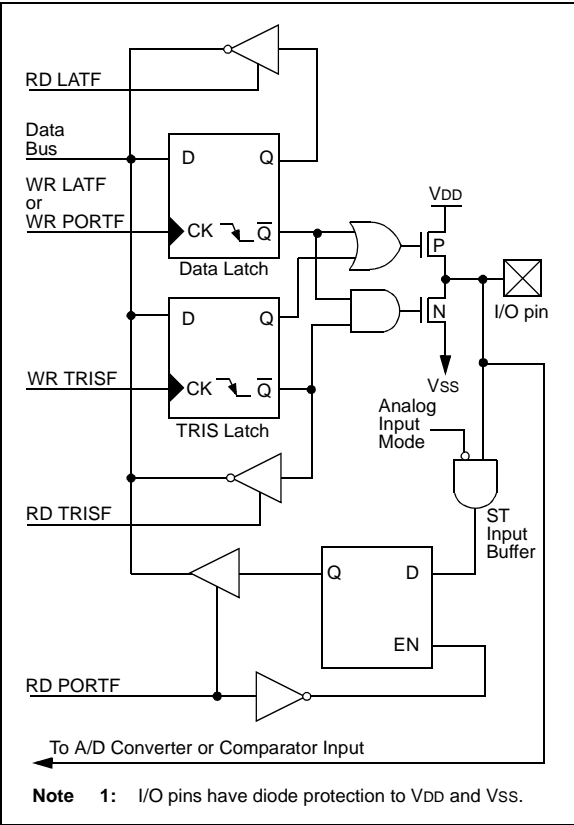 RD LATF
Data
Bus
D
Q
WR LATF
or
WR PORTF
CK
Q
Data Latch
VDD
P
N
I/O pin
VSS
D
Q
WR TRISF
CK
Q
TRIS Latch
Analog
Input
Mode
RD TRISF
ST
Input
Buffer
Q
D
EN
RD PORTF
To A/D Converter or Comparator Input
Note 1: I/O pins have diode protection to VDD and VSS.